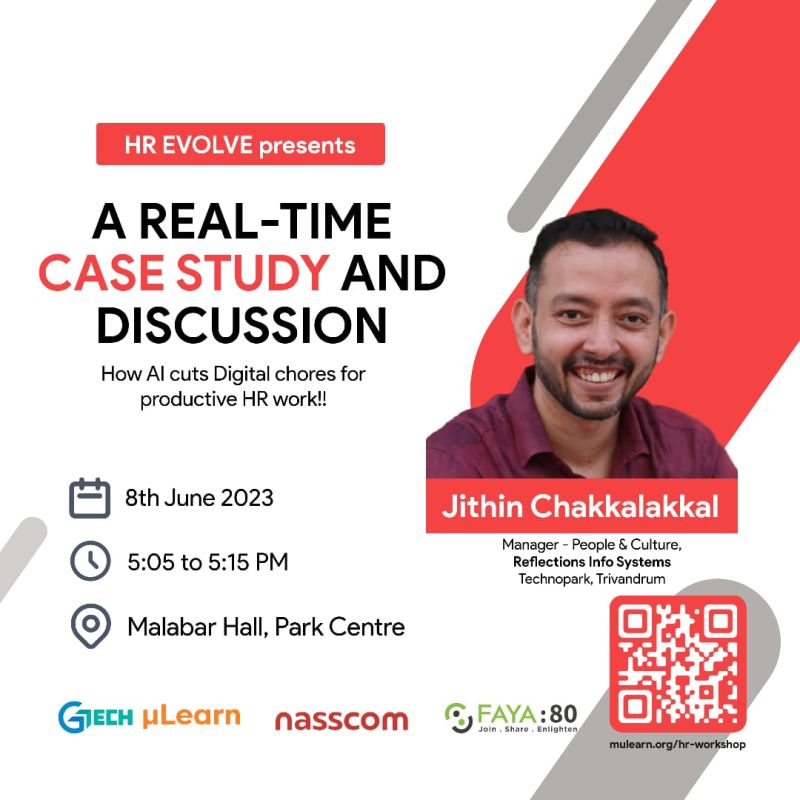 HR EVOLVE presents
A REAL-TIME
CASE STUDY AND
DISCUSSION
How AI cuts Digital chores for
productive HR work!!
8th June 2023
5:05 to 5:15 PM
Malabar Hall, Park Centre
Jithin Chakkalakkal
Manager - People & Culture,
Reflections Info Systems
Technopark, Trivandrum
GTECH µLearn
nasscom
FAYA:80
Join . Share . Enlighten
mulearn.org/hr-workshop